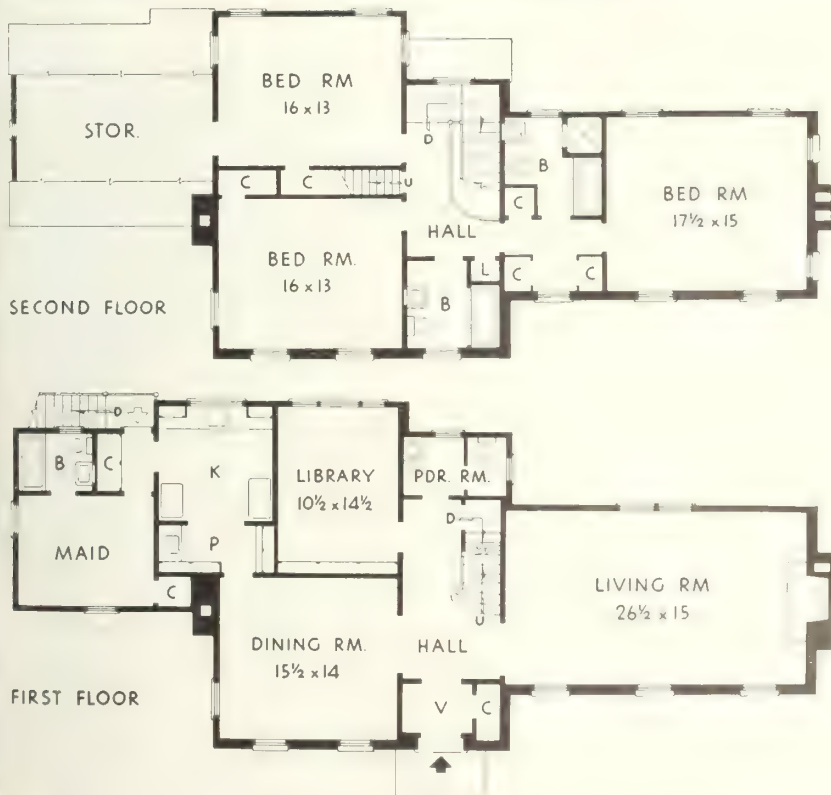 BED RM
16 x 13
STOR.
D
B
C
C
U
C
BED RM
17½ x 15
HALL
BED RM.
16 x 13
L
C
C
B
SECOND FLOOR
D
B
C
K
LIBRARY
10½ x 14½
PDR. RM.
D
MAID
P
C
LIVING RM
26½ x 15
U
DINING RM.
15½ x 14
HALL
FIRST FLOOR
V
C